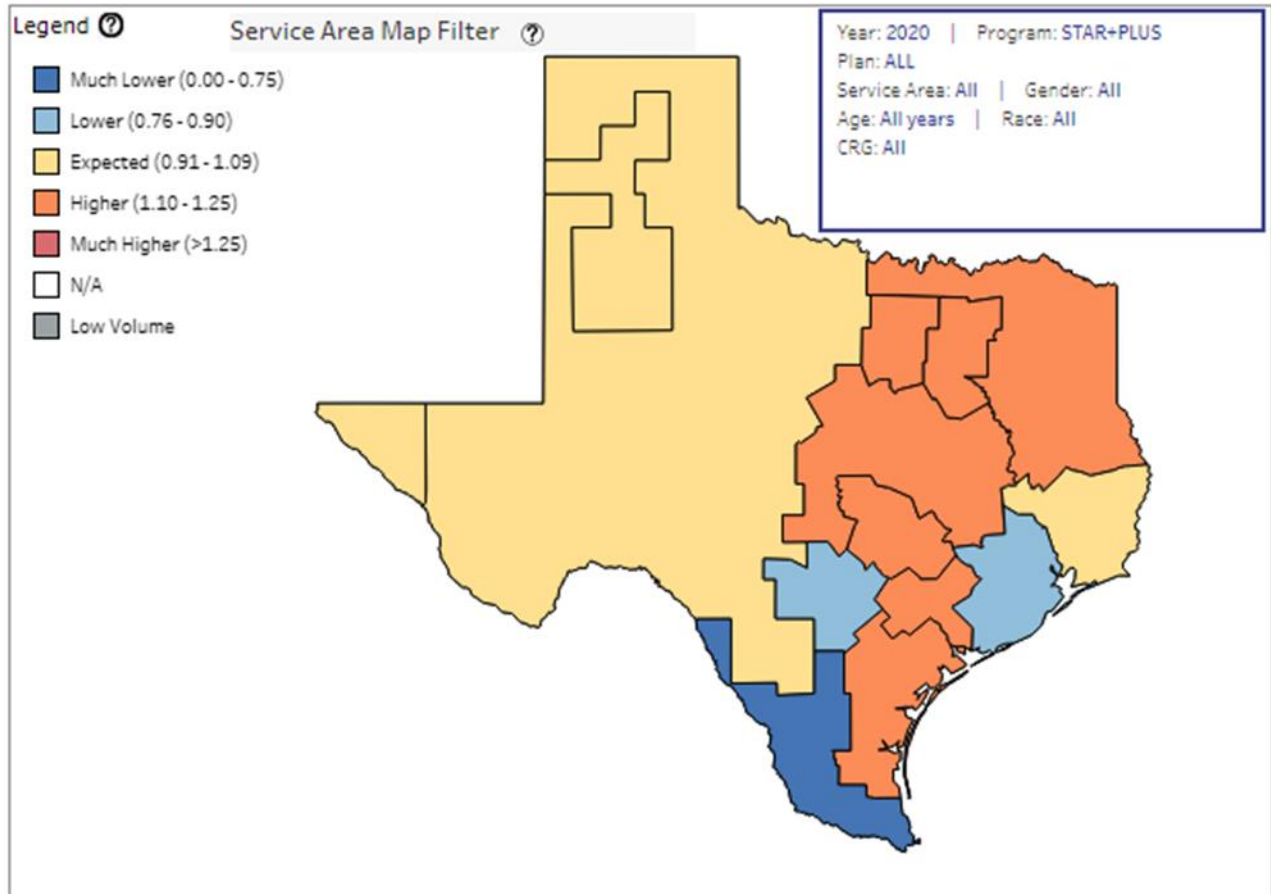 Legend ?
Service Area Map Filter ?
Much Lower (0.00 - 0.75)
Lower (0.76 - 0.90)
Expected (0.91 - 1.09)
Higher (1.10 - 1.25)
Much Higher (>1.25)
N/A
Low Volume
Year: 2020 | Program: STAR+PLUS
Plan: ALL
Service Area: All | Gender: All
Age: All years | Race: All
CRG: All